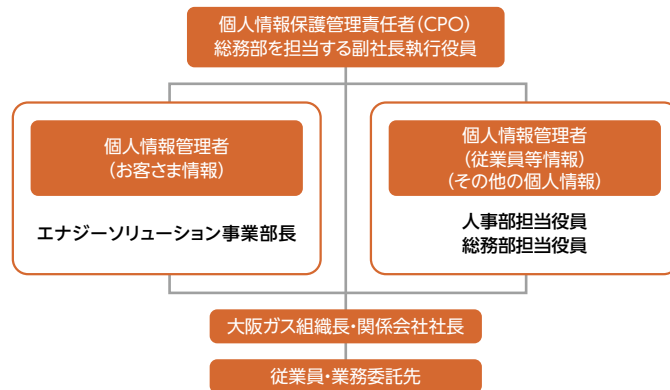 個人情報保護管理責任者（CPO）
総務部を担当する副社長執行役員
個人情報管理者
（お客さま情報）
エナジーソリューション事業部長
個人情報管理者
（従業員等情報）
（その他の個人情報）
人事部担当役員
総務部担当役員
大阪ガス組織長・関係会社社長
従業員・業務委託先